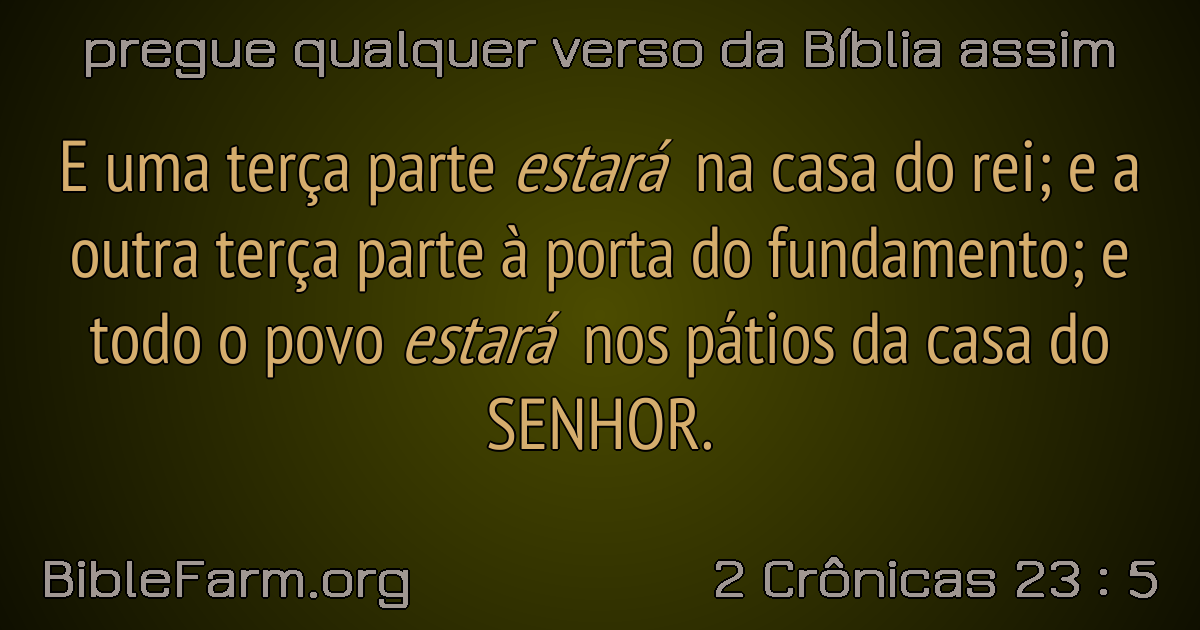 pregue qualquer verso da Bíblia assim
E uma terça parte estará na casa do rei; e a
outra terça parte à porta do fundamento; e
todo o povo estará nos pátios da casa do
SENHOR.
BibleFarm.org
2 Crônicas 23 : 5